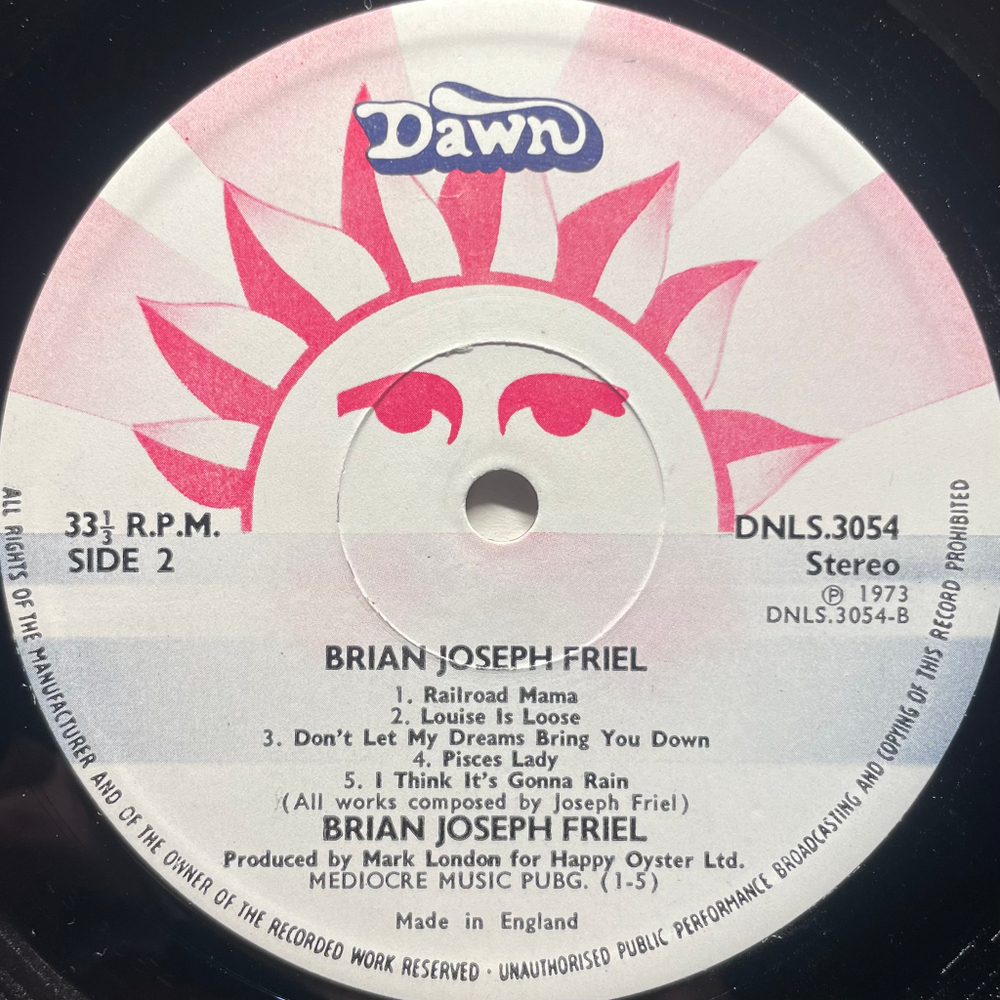 Dawn
33⅓ R.P.M.
SIDE 2
DNLS.3054
Stereo
Ⓟ 1973
DNLS.3054-B
BRIAN JOSEPH FRIEL
1. Railroad Mama
2. Louise Is Loose
3. Don't Let My Dreams Bring You Down
4. Pisces Lady
5. I Think It's Gonna Rain
(All works composed by Joseph Friel)
BRIAN JOSEPH FRIEL
Produced by Mark London for Happy Oyster Ltd.
MEDIOCRE MUSIC PUBG. (1-5)
Made in England
ALL RIGHTS OF THE MANUFACTURER AND OF THE OWNER OF THE RECORDED WORK RESERVED · UNAUTHORISED PUBLIC PERFORMANCE BROADCASTING AND COPYING OF THIS RECORD PROHIBITED